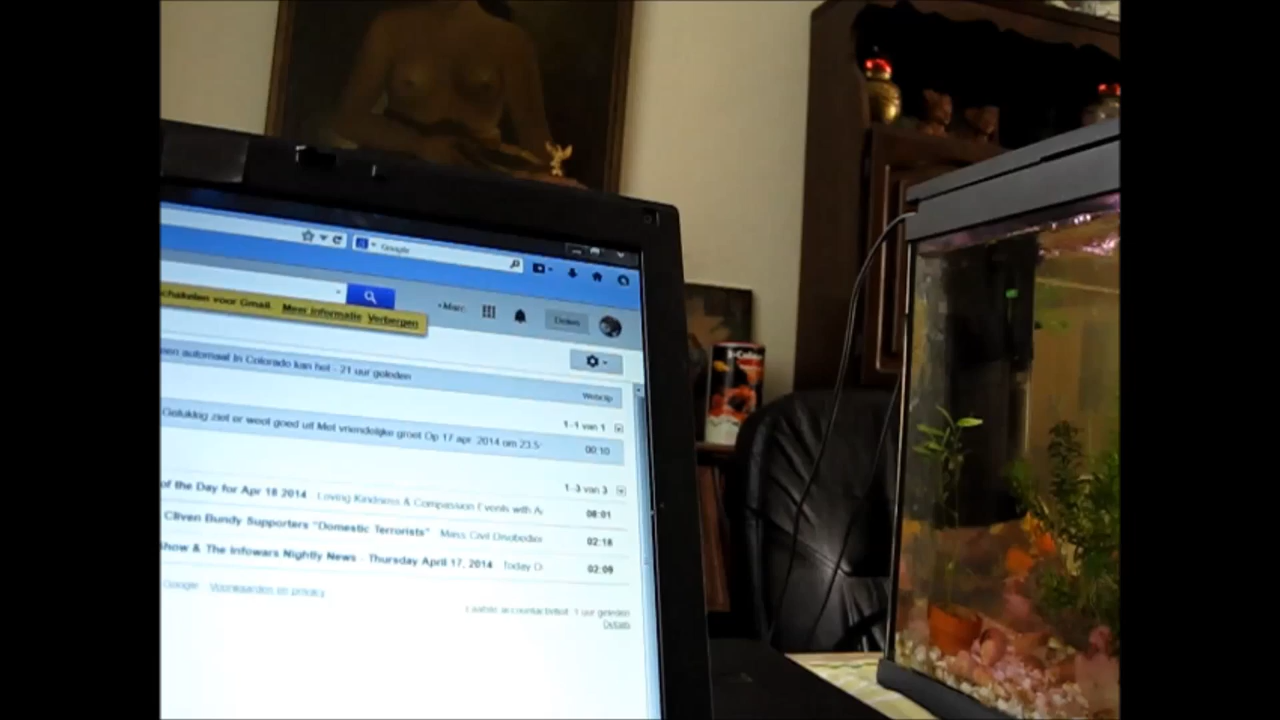 Google
chakelen voor Gmail. Meer informatie Verbergen
+Marc
Delen
een automaat in Colorado kan het - 21 uur geleden
Webclip
1-1 van 1
Gelukkig ziet er weel goed uit Met vriendelijke groet Op 17 apr. 2014 om 23.5
00:10
1-3 van 3
of the Day for Apr 18 2014 Loving Kindness & Compassion Events with A
08:01
Cliven Bundy Supporters "Domestic Terrorists" Mass Civil Disobedien
02:18
Show & The Infowars Nightly News - Thursday April 17, 2014 Today O
02:09
Google Voorwaarden en privacy
Laatste accountactiviteit: 1 uur geleden
Details